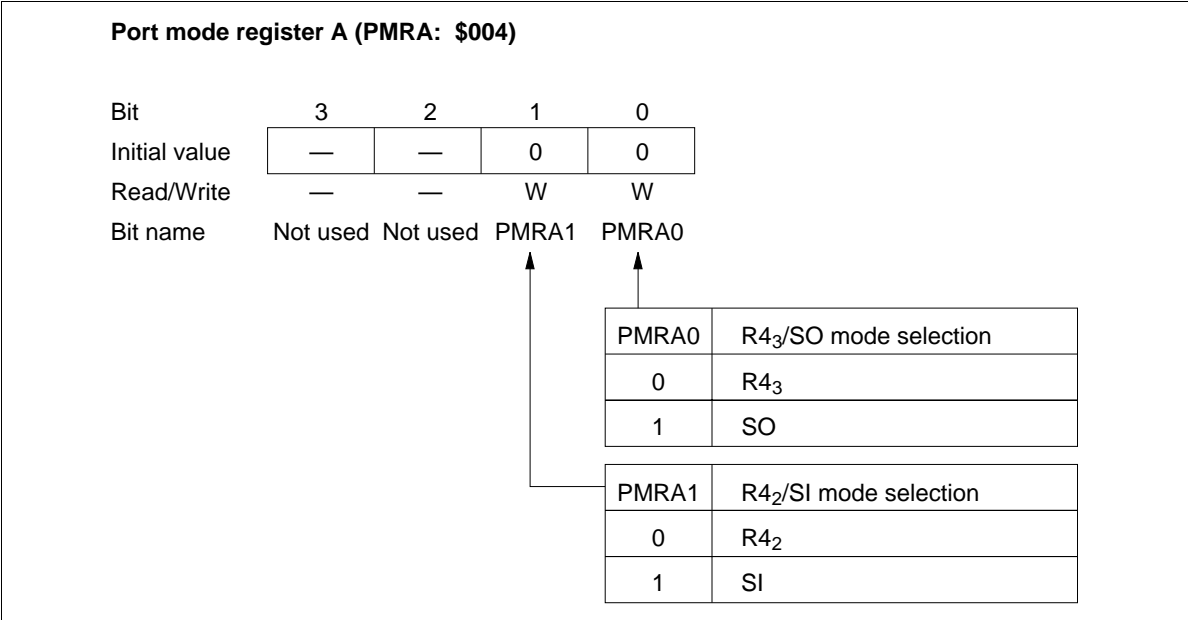 Port mode register A (PMRA: $004)
Bit 3 2 1 0
Initial value — — 0 0
Read/Write — — W W
Bit name Not used Not used PMRA1 PMRA0
PMRA0 R4₃/SO mode selection
0 R4₃
1 SO
PMRA1 R4₂/SI mode selection
0 R4₂
1 SI